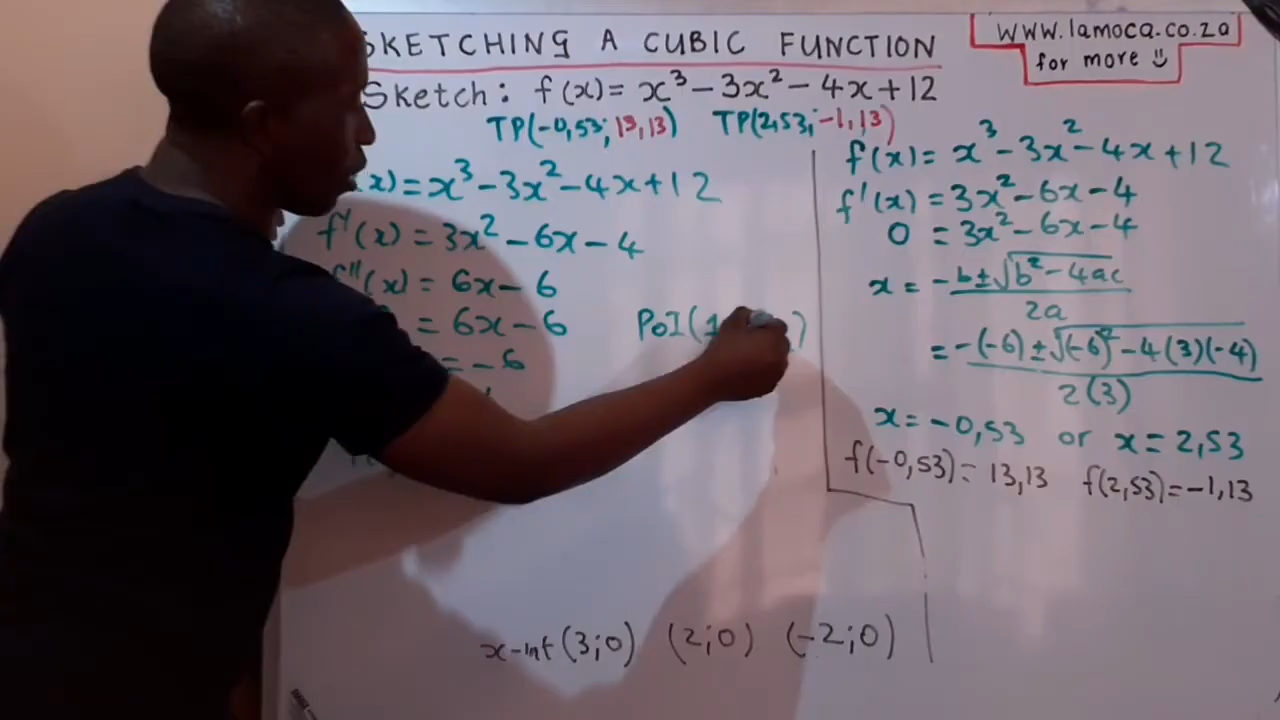 SKETCHING A CUBIC FUNCTION
www.lamoca.co.za
for more
Sketch: f(x) = x³ - 3x² - 4x + 12
TP(-0,53; 13,13) TP(2,53; -1,13)
(x) = x³ - 3x² - 4x + 12
f'(x) = 3x² - 6x - 4
f''(x) = 6x - 6
= 6x - 6
= -6
PoI(1
f(x) = x³ - 3x² - 4x + 12
f'(x) = 3x² - 6x - 4
0 = 3x² - 6x - 4
x = -b ± √b² - 4ac
2a
= -(-6) ± √(-6)² - 4(3)(-4)
2(3)
x = -0,53 or x = 2,53
f(-0,53) = 13,13 f(2,53) = -1,13
x-int (3;0) (2;0) (-2;0)